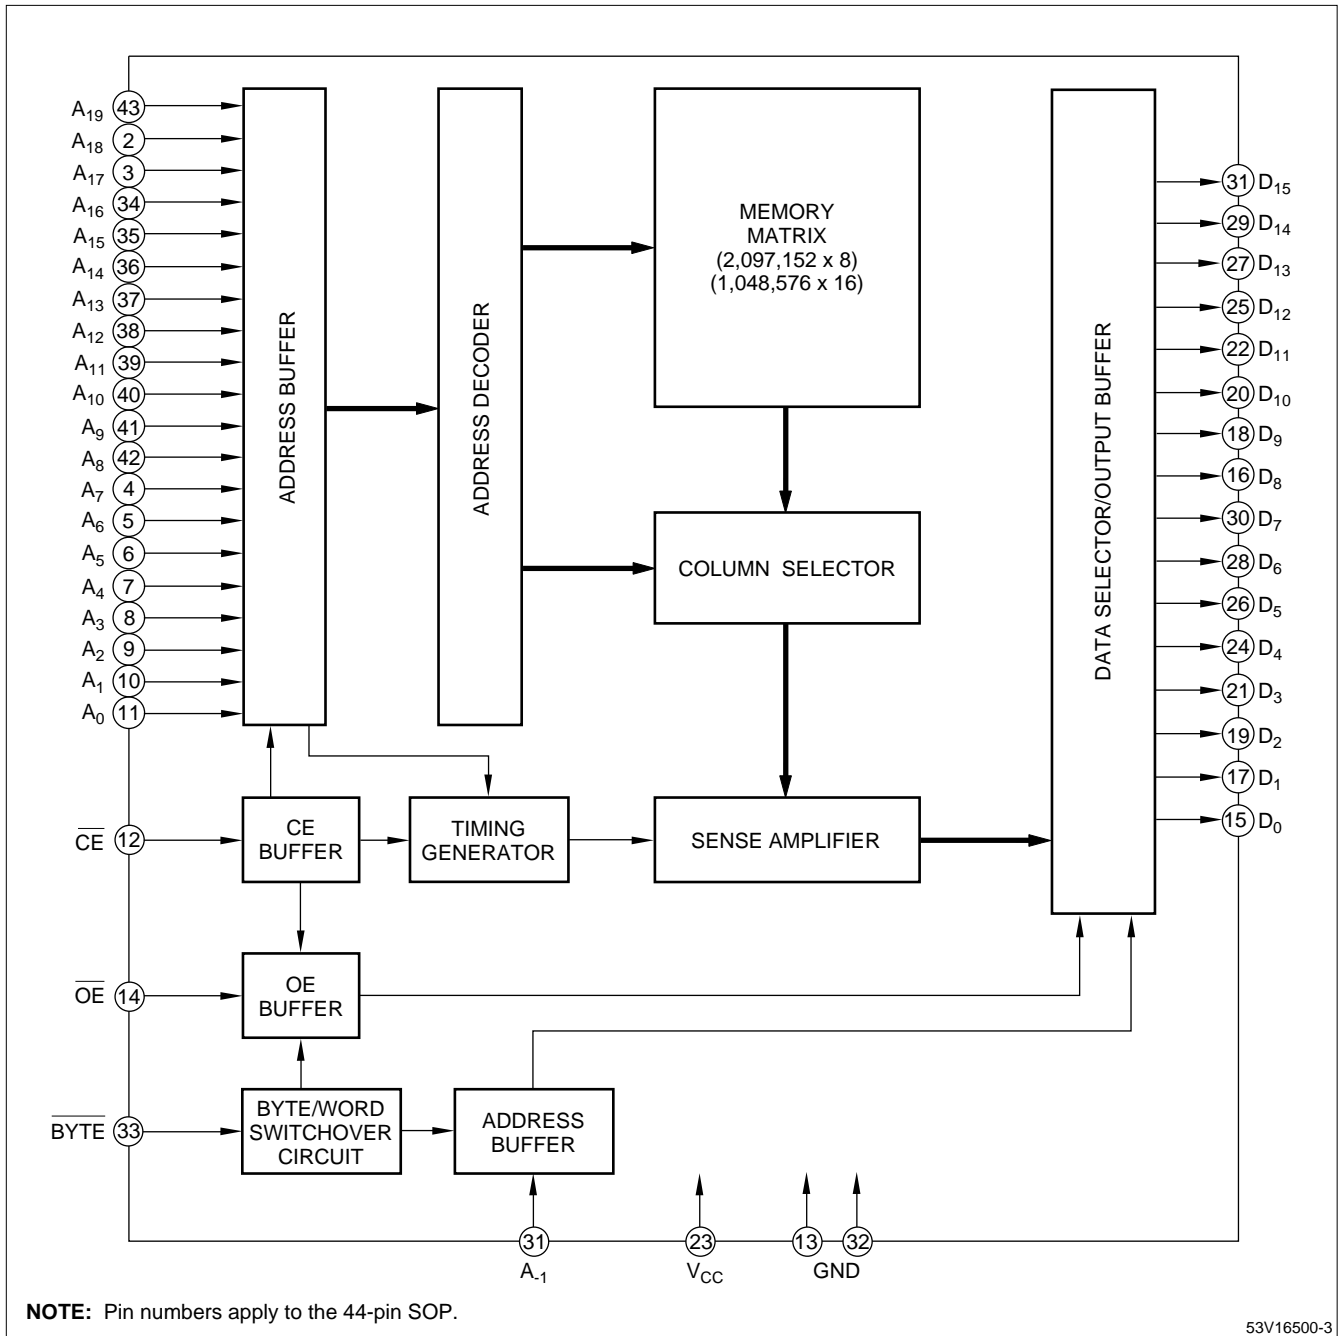 A19 43
A18 2
A17 3
A16 34
A15 35
A14 36
A13 37
A12 38
A11 39
A10 40
A9 41
A8 42
A7 4
A6 5
A5 6
A4 7
A3 8
A2 9
A1 10
A0 11
CE 12
OE 14
BYTE 33
ADDRESS BUFFER
ADDRESS DECODER
MEMORY
MATRIX
(2,097,152 x 8)
(1,048,576 x 16)
COLUMN SELECTOR
CE
BUFFER
TIMING
GENERATOR
SENSE AMPLIFIER
OE
BUFFER
BYTE/WORD
SWITCHOVER
CIRCUIT
ADDRESS
BUFFER
DATA SELECTOR/OUTPUT BUFFER
31 D15
29 D14
27 D13
25 D12
22 D11
20 D10
18 D9
16 D8
30 D7
28 D6
26 D5
24 D4
21 D3
19 D2
17 D1
15 D0
31 23 13 32
A-1 VCC GND
NOTE: Pin numbers apply to the 44-pin SOP.
53V16500-3